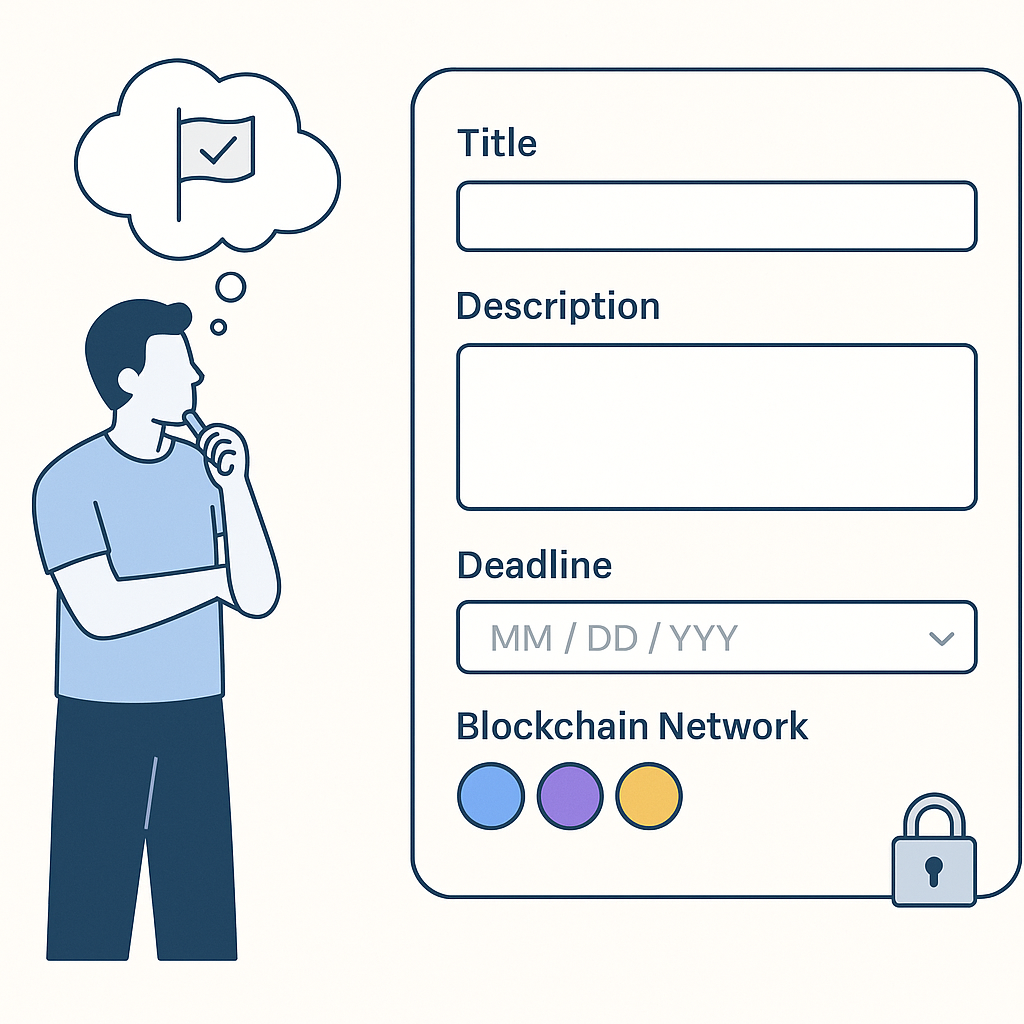 Title
Description
Deadline
MM / DD / YYY
Blockchain Network